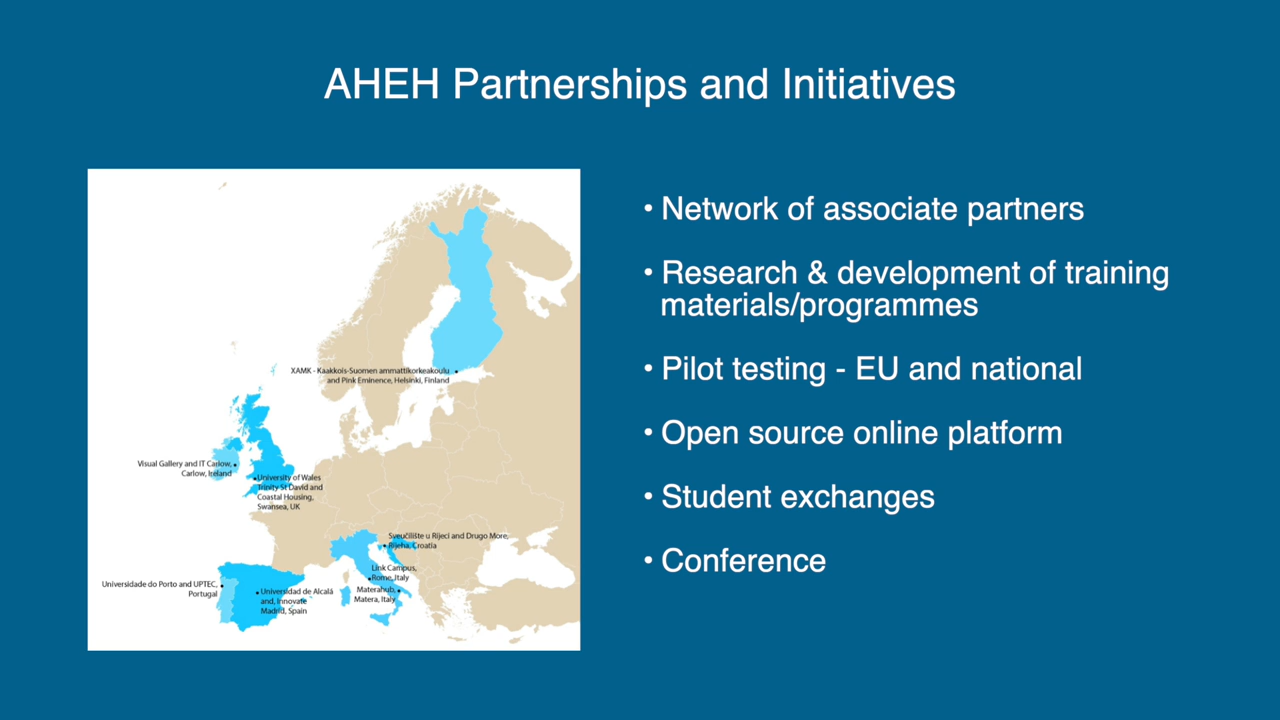 AHEH Partnerships and Initiatives
XAMK - Kaakkois-Suomen ammattikorkeakoulu
and Pink Eminence, Helsinki, Finland
Visual Gallery and IT Carlow,
Carlow, Ireland
University of Wales
Trinity St David and
Coastal Housing,
Swansea, UK
Sveučilište u Rijeci and Drugo More,
Rijeha, Croatia
Link Campus,
Rome, Italy
Materahub,
Matera, Italy
Universidade do Porto and UPTEC,
Portugal
Universidad de Alcalá
and, Innovate
Madrid, Spain
• Network of associate partners
• Research & development of training
materials/programmes
• Pilot testing - EU and national
• Open source online platform
• Student exchanges
• Conference